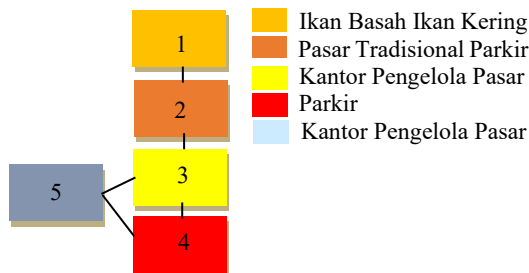 1
2
3
4
5
Ikan Basah Ikan Kering
Pasar Tradisional Parkir
Kantor Pengelola Pasar
Parkir
Kantor Pengelola Pasar